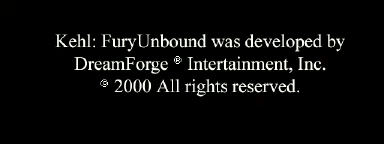 Kehl: FuryUnbound was developed by
DreamForge ® Intertainment, Inc.
© 2000 All rights reserved.